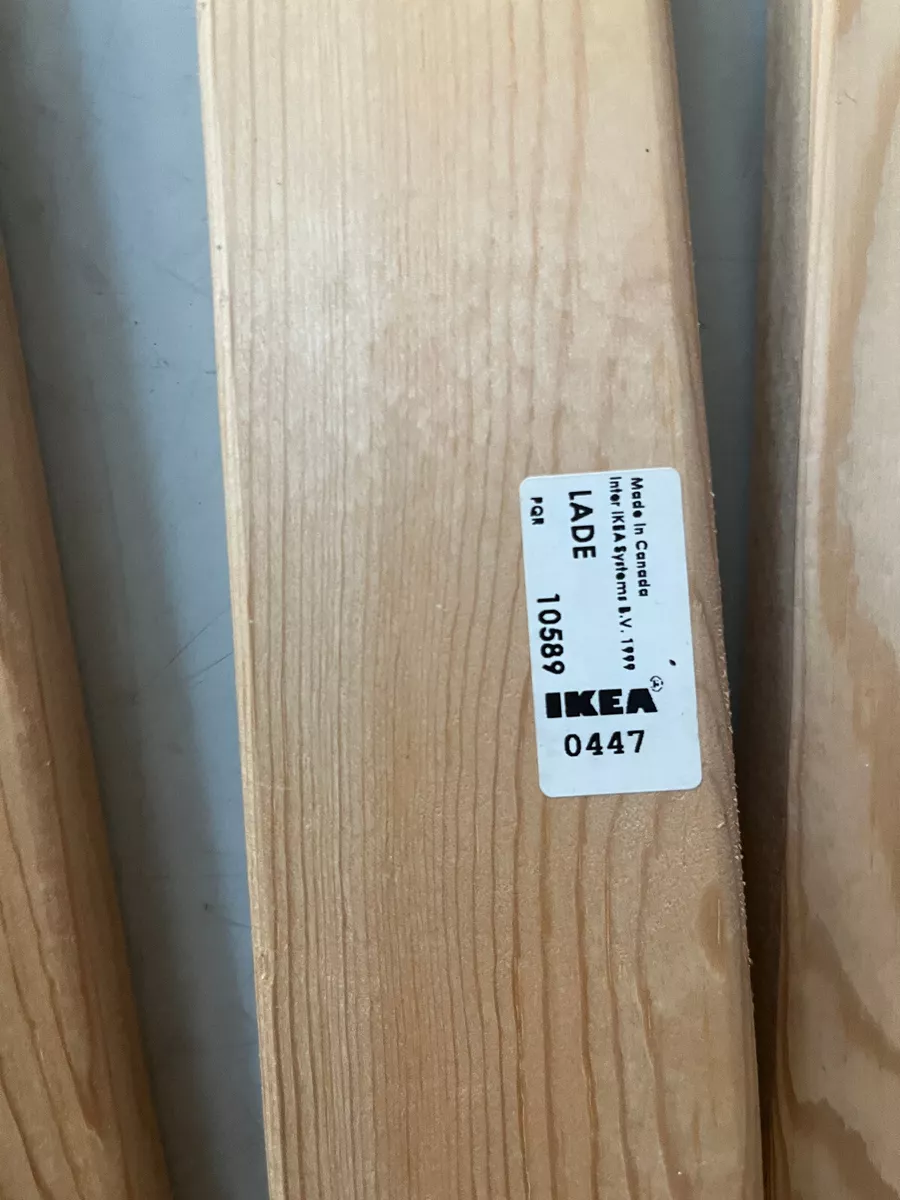 Made in Canada
Inter IKEA Systems B.V. 1999
LADE
PQR
10589
IKEA®
0447